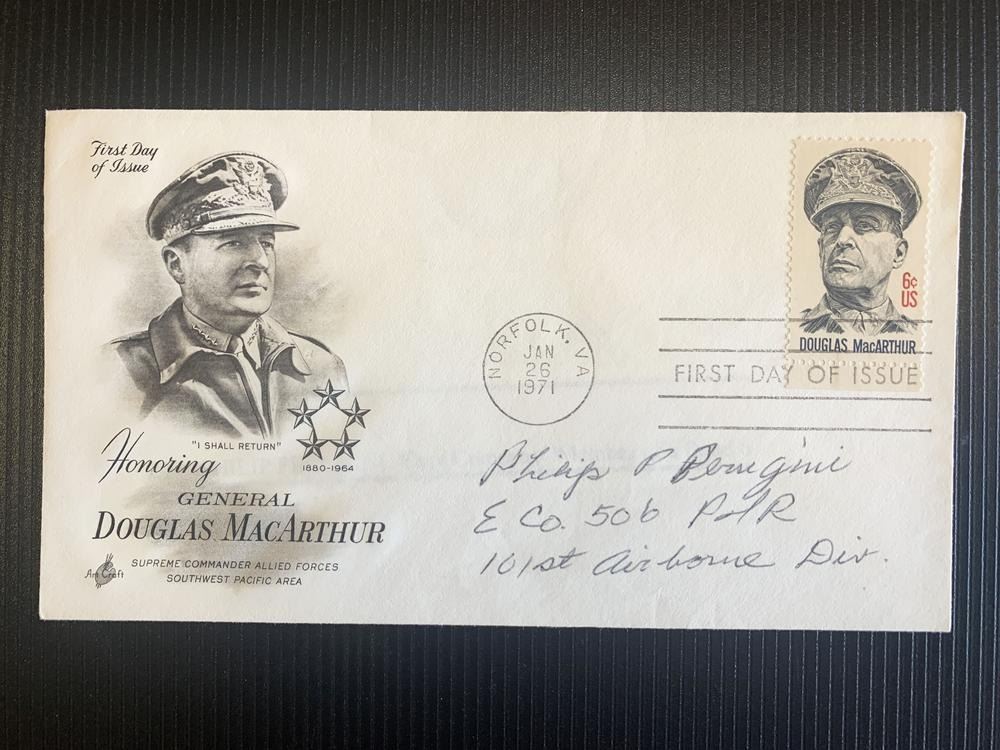 First Day
of Issue
"I SHALL RETURN"
1880-1964
Honoring
GENERAL
DOUGLAS MACARTHUR
SUPREME COMMANDER ALLIED FORCES
SOUTHWEST PACIFIC AREA
Art Craft
NORFOLK, VA
JAN
26
1971
6¢
US
DOUGLAS MacARTHUR
FIRST DAY OF ISSUE
Philip P Perugini
E Co. 506 PIR
101st Airborne Div.